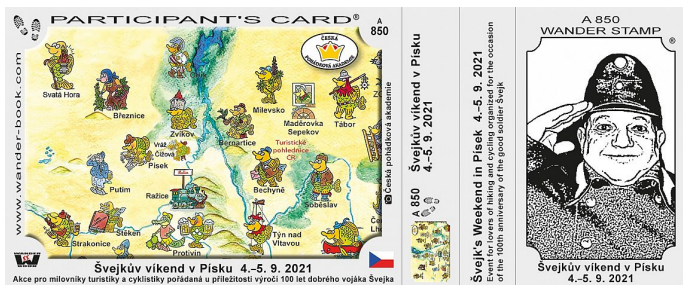 PARTICIPANT'S CARD®
A
850
www.wander-book.com
ČESKÁ
POHÁDKOVÁ AKADEMIE
Svatá Hora
Březnice
Zvíkov
Milevsko
Maděrovka
Sepekov
Tábor
Bernartice
Vráž
Čížová
Písek
Turistické
pohlednice
CR
Putim
Ražice
Bechyně
Soběslav
Štěkeň
Strakonice
Protivín
Týn nad
Vltavou
Česká pohádková akademie
Švejkův víkend v Písku 4.–5. 9. 2021
Akce pro milovníky turistiky a cyklistiky pořádaná u příležitosti výročí 100 let dobrého vojáka Švejka
A 850
Švejkův víkend v Písku
4.–5. 9. 2021
Švejk's Weekend in Písek 4.–5. 9. 2021
Event for lovers of hiking and cycling organized for the occasion
of the 100th anniversary of the good soldier Švejk
A 850
WANDER STAMP
®
Švejkův víkend v Písku
4.–5. 9. 2021